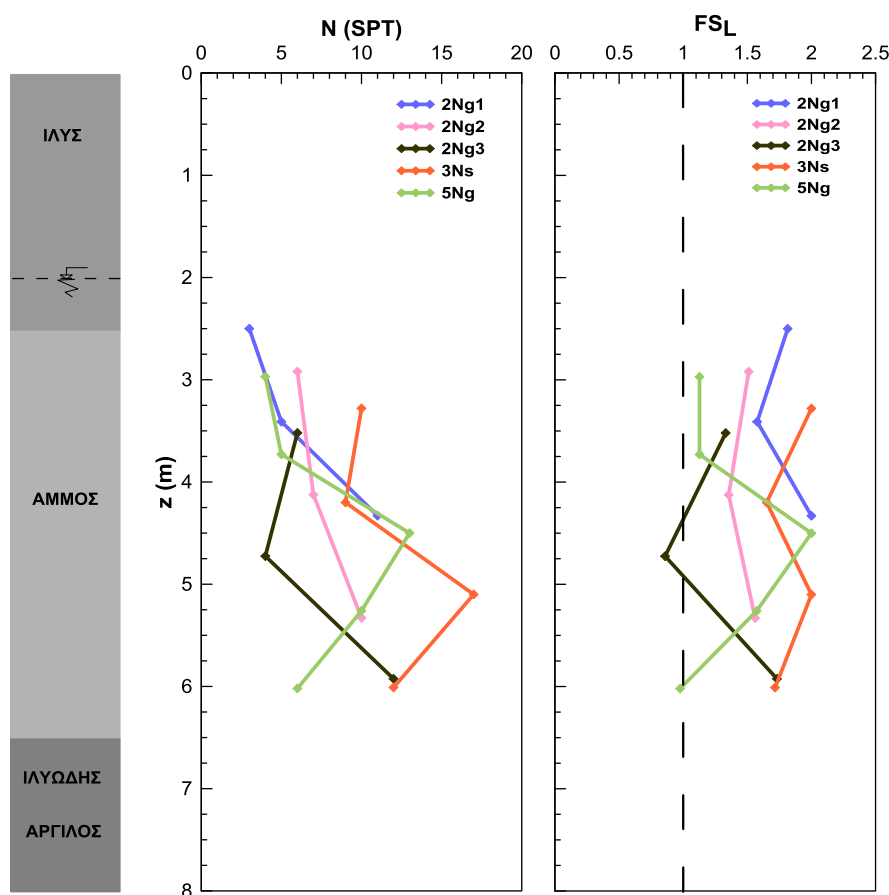 N (SPT)
0 5 10 15 20
FSL
0 0.5 1 1.5 2 2.5
z (m)
0
1
2
3
4
5
6
7
8
2Ng1
2Ng2
2Ng3
3Ns
5Ng
2Ng1
2Ng2
2Ng3
3Ns
5Ng
ΙΛΥΣ
ΑΜΜΟΣ
ΙΛΥΩΔΗΣ
ΑΡΓΙΛΟΣ